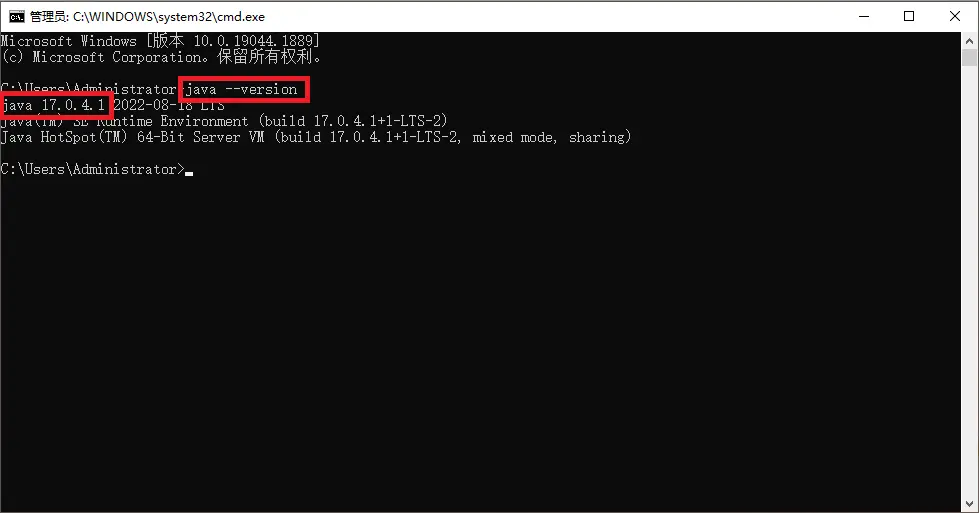 管理员: C:\WINDOWS\system32\cmd.exe
Microsoft Windows [版本 10.0.19044.1889]
(c) Microsoft Corporation。保留所有权利。
C:\Users\Administrator>java --version
java 17.0.4.1 2022-08-18 LTS
Java(TM) SE Runtime Environment (build 17.0.4.1+1-LTS-2)
Java HotSpot(TM) 64-Bit Server VM (build 17.0.4.1+1-LTS-2, mixed mode, sharing)
C:\Users\Administrator>